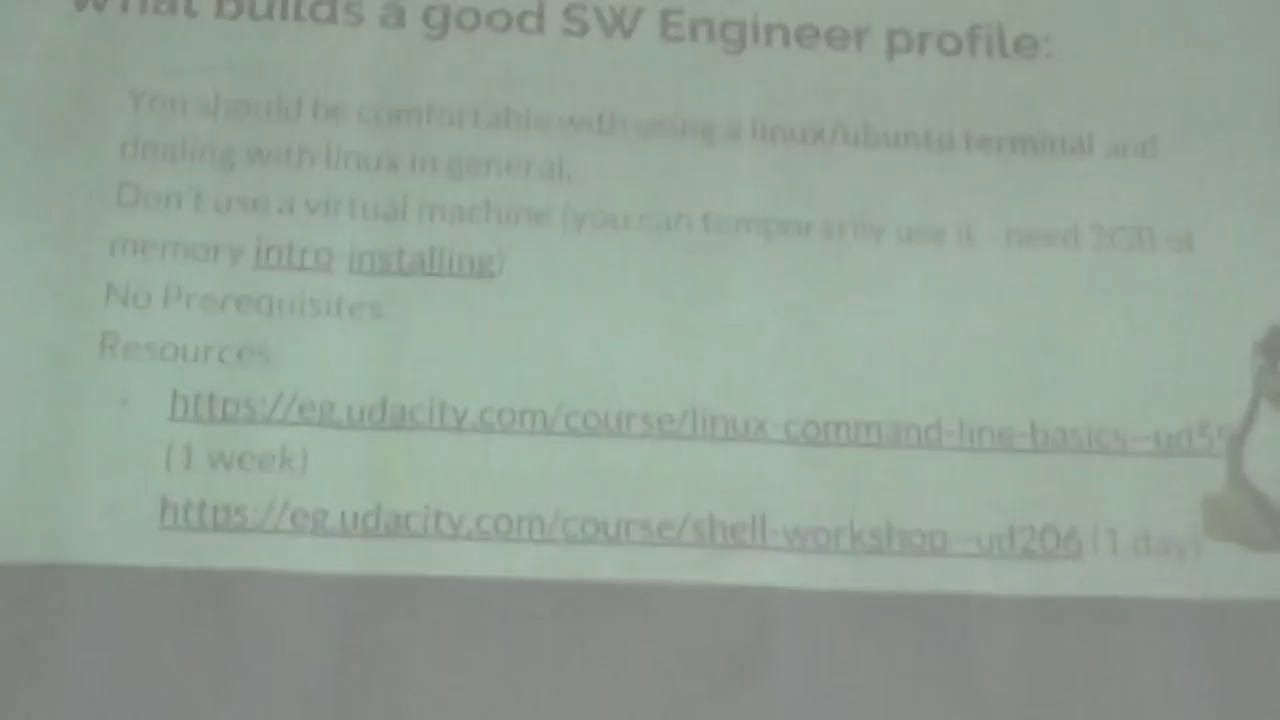 What builds a good SW Engineer profile:
You should be comfortable with using a linux/ubuntu terminal and
dealing with linux in general.
Don't use a virtual machine (you can temporarily use it - need 2GB of
memory intro installing)
No Prerequisites
Resources
https://eg.udacity.com/course/linux-command-line-basics--ud5
(1 week)
https://eg.udacity.com/course/shell-workshop--ud206 (1 day)